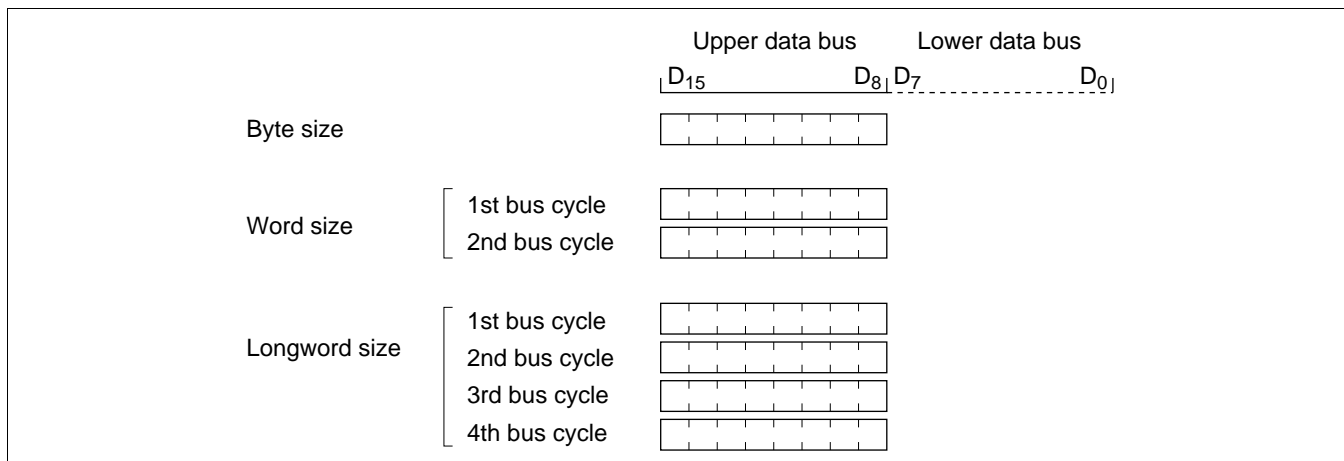 Upper data bus Lower data bus
D15 D8 D7 D0
Byte size
1st bus cycle
Word size
2nd bus cycle
1st bus cycle
Longword size
2nd bus cycle
3rd bus cycle
4th bus cycle